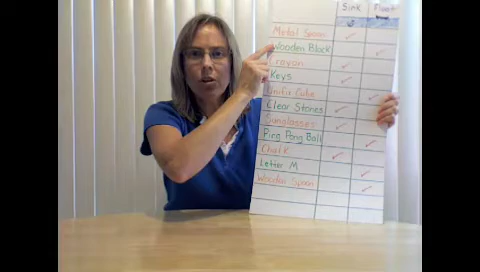 Sink Float
Metal Spoon
Wooden Block
Crayon
Keys
Unifix Cube
Clear Stones
Sunglasses
Ping Pong Ball
Chalk
Letter M
Wooden Spoon